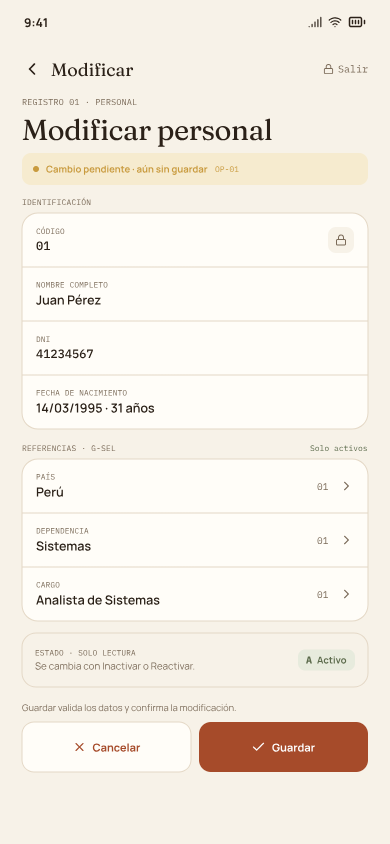 9:41
Modificar
Salir
REGISTRO 01 · PERSONAL
Modificar personal
Cambio pendiente · aún sin guardar OP-01
IDENTIFICACIÓN
CÓDIGO
01
NOMBRE COMPLETO
Juan Pérez
DNI
41234567
FECHA DE NACIMIENTO
14/03/1995 · 31 años
REFERENCIAS · G-SEL Solo activos
PAÍS
Perú 01
DEPENDENCIA
Sistemas 01
CARGO
Analista de Sistemas 01
ESTADO · SOLO LECTURA
Se cambia con Inactivar o Reactivar.
A Activo
Guardar valida los datos y confirma la modificación.
Cancelar
Guardar